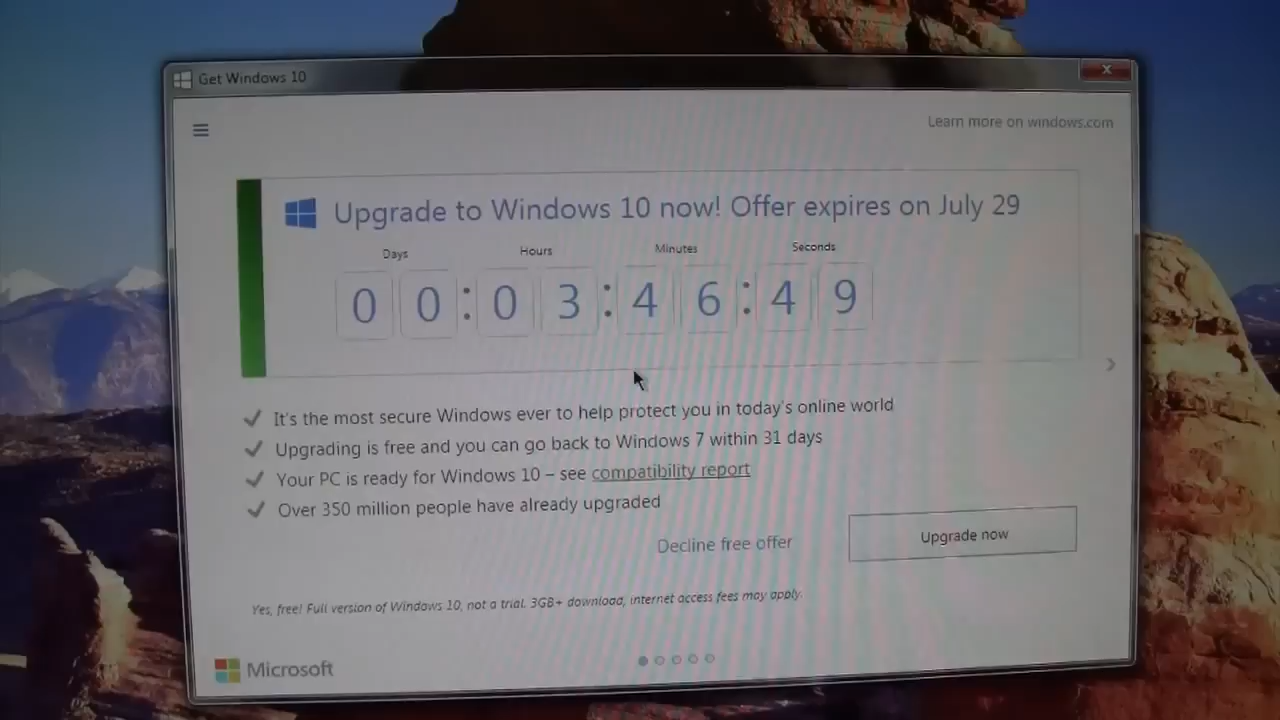 Get Windows 10
Learn more on windows.com
Upgrade to Windows 10 now! Offer expires on July 29
Days Hours Minutes Seconds
0 0 : 0 3 : 4 6 : 4 9
It's the most secure Windows ever to help protect you in today's online world
Upgrading is free and you can go back to Windows 7 within 31 days
Your PC is ready for Windows 10 – see compatibility report
Over 350 million people have already upgraded
Decline free offer
Upgrade now
Yes, free! Full version of Windows 10, not a trial. 3GB+ download, internet access fees may apply.
Microsoft